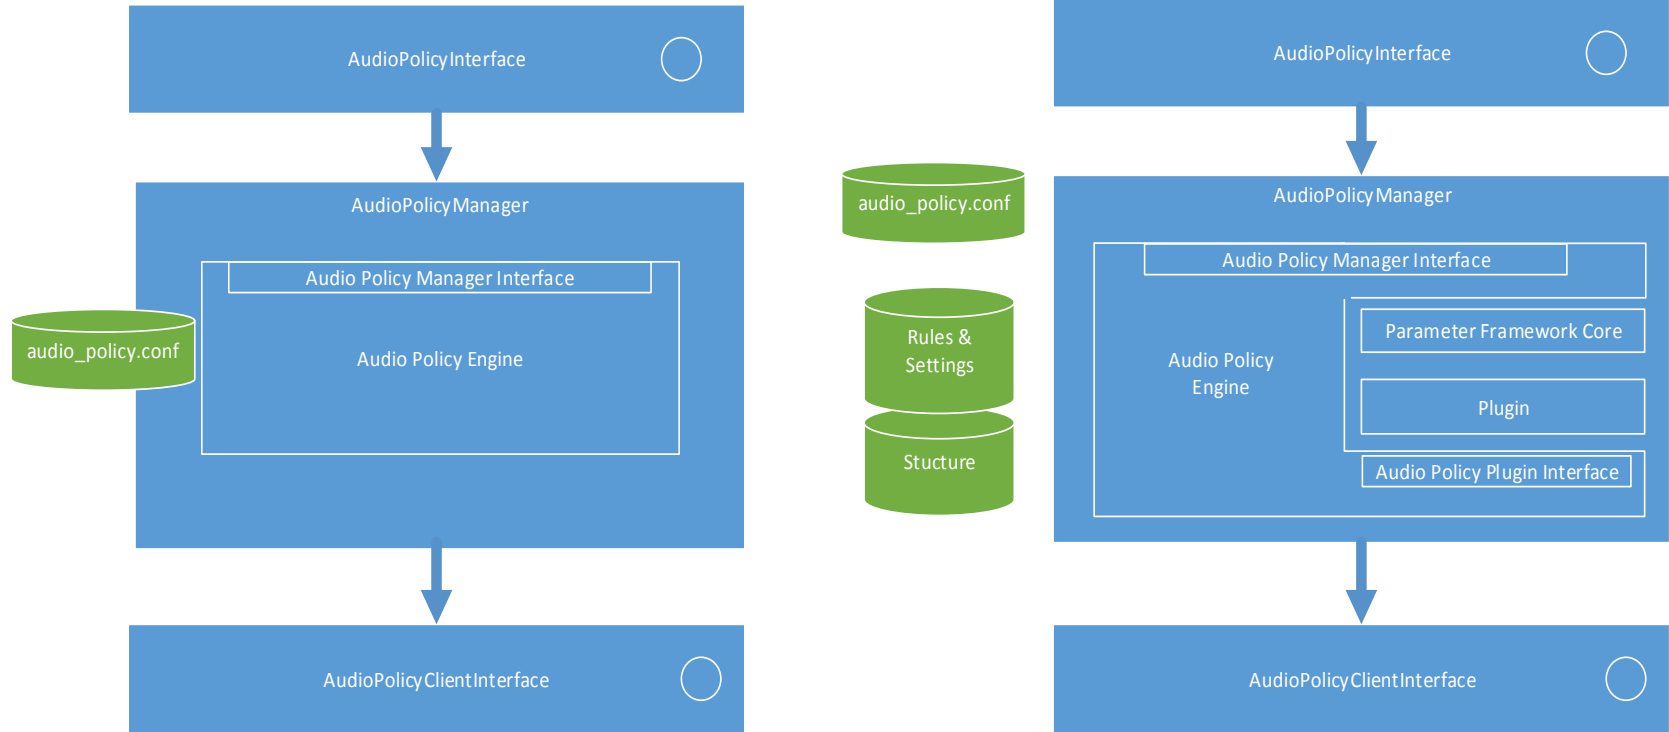 AudioPolicyInterface
AudioPolicyManager
Audio Policy Manager Interface
audio_policy.conf
Audio Policy Engine
AudioPolicyClientInterface
AudioPolicyInterface
audio_policy.conf
AudioPolicyManager
Audio Policy Manager Interface
Rules &
Settings
Stucture
Audio Policy
Engine
Parameter Framework Core
Plugin
Audio Policy Plugin Interface
AudioPolicyClientInterface